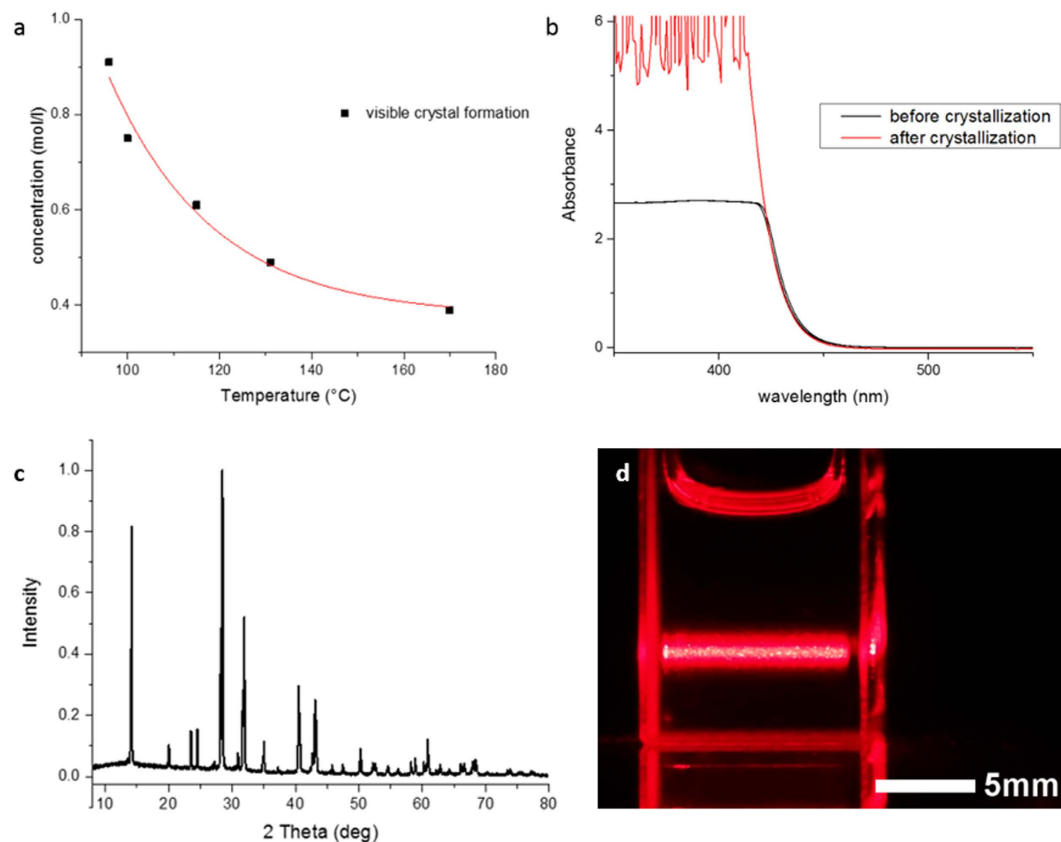 a
1.0
0.8
0.6
0.4
concentration (mol/l)
100 120 140 160 180
Temperature (°C)
visible crystal formation
b
6
4
2
0
Absorbance
400 500
wavelength (nm)
before crystallization
after crystallization
c
1.0
0.8
0.6
0.4
0.2
0.0
Intensity
10 20 30 40 50 60 70 80
2 Theta (deg)
d
5mm